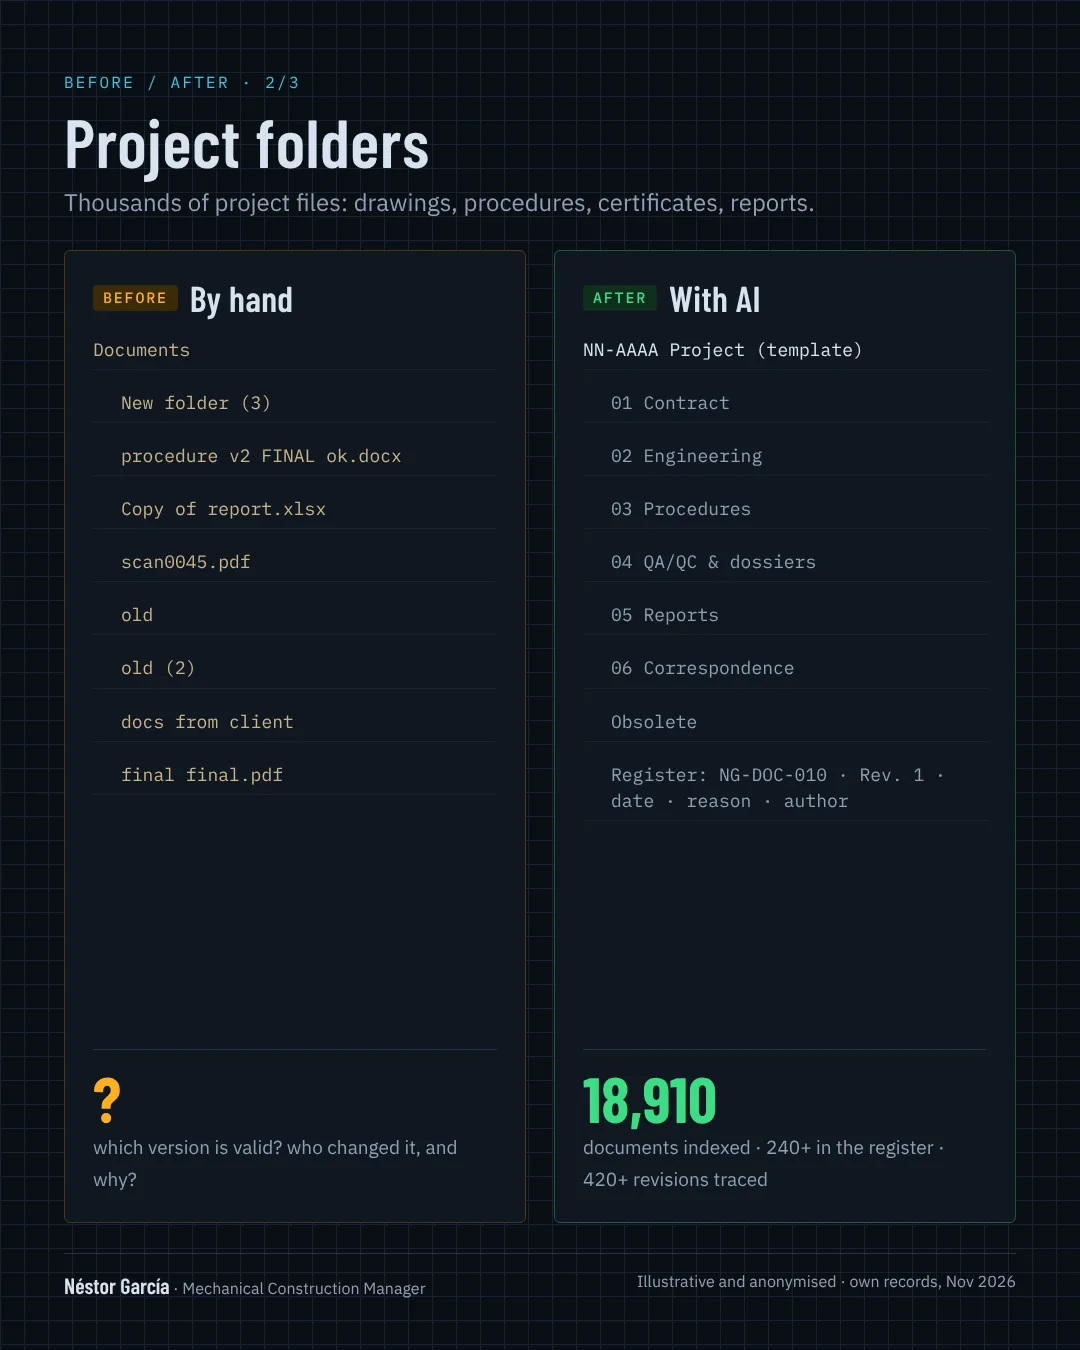 BEFORE / AFTER · 2/3
Project folders
Thousands of project files: drawings, procedures, certificates, reports.
BEFORE By hand
Documents
New folder (3)
procedure v2 FINAL ok.docx
Copy of report.xlsx
scan0045.pdf
old
old (2)
docs from client
final final.pdf
?
which version is valid? who changed it, and
why?
AFTER With AI
NN-AAAA Project (template)
01 Contract
02 Engineering
03 Procedures
04 QA/QC & dossiers
05 Reports
06 Correspondence
Obsolete
Register: NG-DOC-010 · Rev. 1 ·
date · reason · author
18,910
documents indexed · 240+ in the register ·
420+ revisions traced
Néstor García · Mechanical Construction Manager
Illustrative and anonymised · own records, Nov 2026